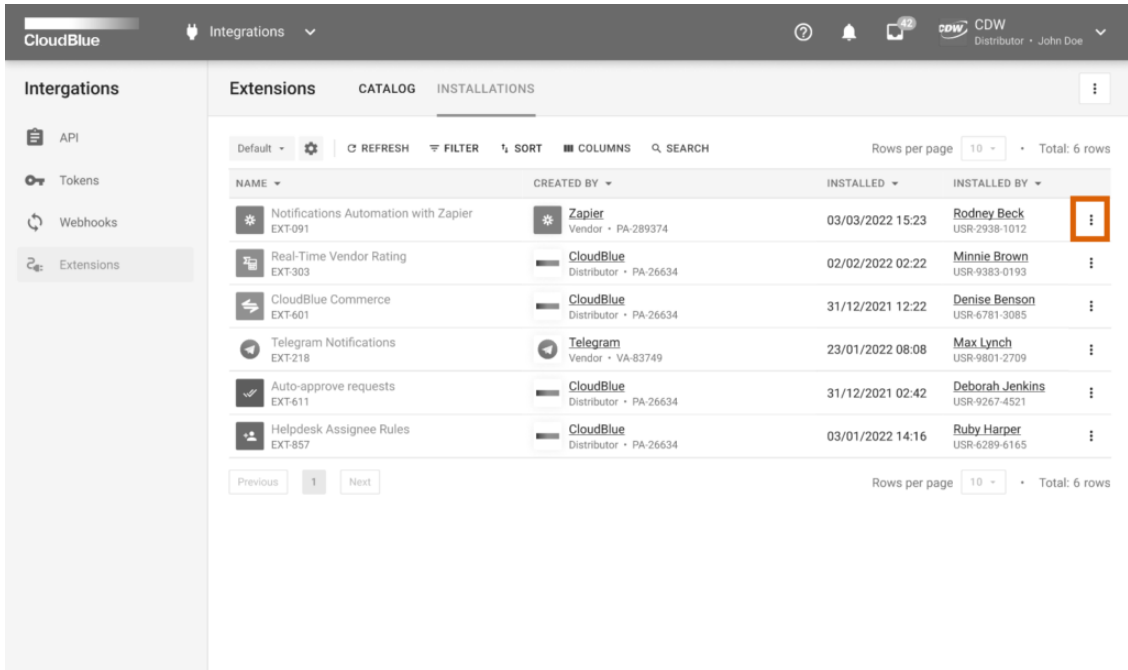 CloudBlue
Integrations
42
CDW CDW
Distributor • John Doe
Intergations
API
Tokens
Webhooks
Extensions
Extensions CATALOG INSTALLATIONS
Default REFRESH FILTER SORT COLUMNS SEARCH Rows per page 10 • Total: 6 rows
NAME CREATED BY INSTALLED INSTALLED BY
Notifications Automation with Zapier Zapier 03/03/2022 15:23 Rodney Beck
EXT-091 Vendor • PA-289374 USR-2938-1012
Real-Time Vendor Rating CloudBlue 02/02/2022 02:22 Minnie Brown
EXT-303 Distributor • PA-26634 USR-9383-0193
CloudBlue Commerce CloudBlue 31/12/2021 12:22 Denise Benson
EXT-601 Distributor • PA-26634 USR-6781-3085
Telegram Notifications Telegram 23/01/2022 08:08 Max Lynch
EXT-218 Vendor • VA-83749 USR-9801-2709
Auto-approve requests CloudBlue 31/12/2021 02:42 Deborah Jenkins
EXT-611 Distributor • PA-26634 USR-9267-4521
Helpdesk Assignee Rules CloudBlue 03/01/2022 14:16 Ruby Harper
EXT-857 Distributor • PA-26634 USR-6289-6165
Previous 1 Next Rows per page 10 • Total: 6 rows